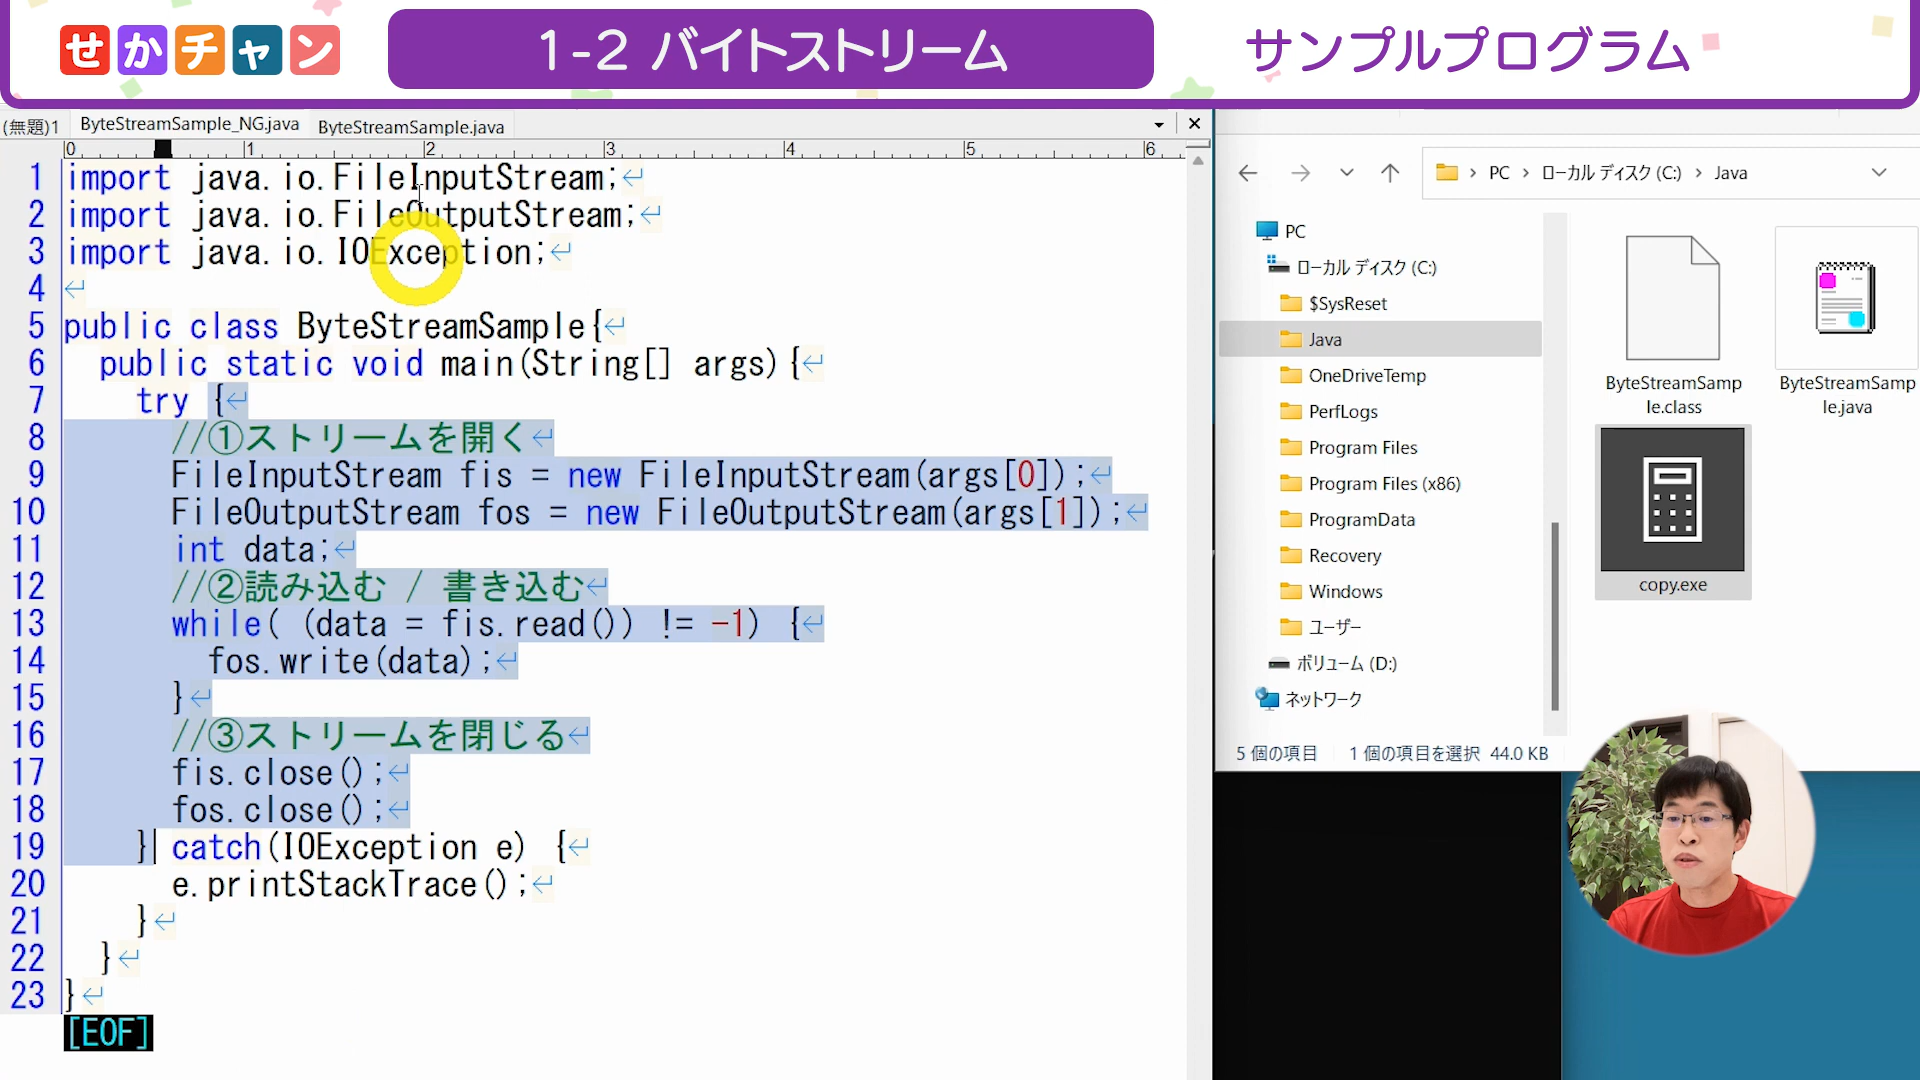 せかチャン
1-2 バイトストリーム
サンプルプログラム
(無題)1 ByteStreamSample_NG.java ByteStreamSample.java
0 1 2 3 4 5 6
1 import java.io.FileInputStream;
2 import java.io.FileOutputStream;
3 import java.io.IOException;
4
5 public class ByteStreamSample{
6 public static void main(String[] args) {
7 try {
8 //①ストリームを開く
9 FileInputStream fis = new FileInputStream(args[0]);
10 FileOutputStream fos = new FileOutputStream(args[1]);
11 int data;
12 //②読み込む / 書き込む
13 while( (data = fis.read()) != -1) {
14 fos.write(data);
15 }
16 //③ストリームを閉じる
17 fis.close();
18 fos.close();
19 } catch(IOException e) {
20 e.printStackTrace();
21 }
22 }
23 }
[EOF]
PC › ローカル ディスク (C:) › Java
PC
ローカル ディスク (C:)
$SysReset
Java
OneDriveTemp
PerfLogs
Program Files
Program Files (x86)
ProgramData
Recovery
Windows
ユーザー
ボリューム (D:)
ネットワーク
ByteStreamSamp
le.class
ByteStreamSamp
le.java
copy.exe
5 個の項目 1 個の項目を選択 44.0 KB